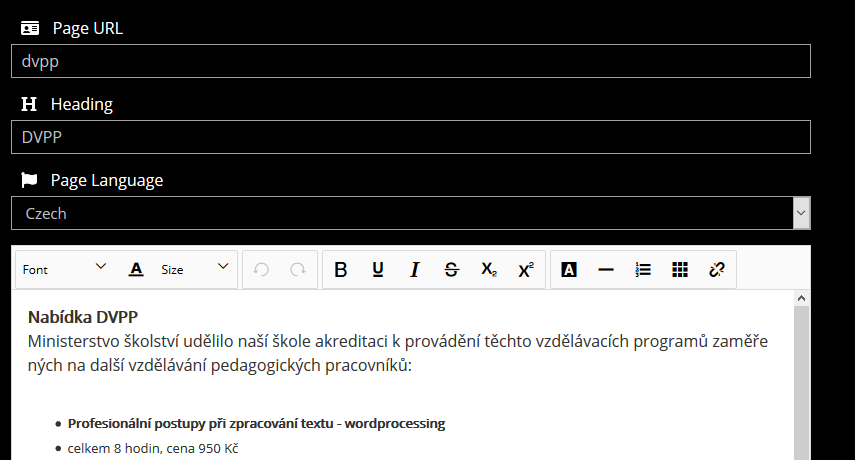 Page URL
dvpp
Heading
DVPP
Page Language
Czech
Font A Size B U I S X₂ X² A
Nabídka DVPP
Ministerstvo školství udělilo naší škole akreditaci k provádění těchto vzdělávacích programů zaměře
ných na další vzdělávání pedagogických pracovníků:
• Profesionální postupy při zpracování textu - wordprocessing
• celkem 8 hodin, cena 950 Kč